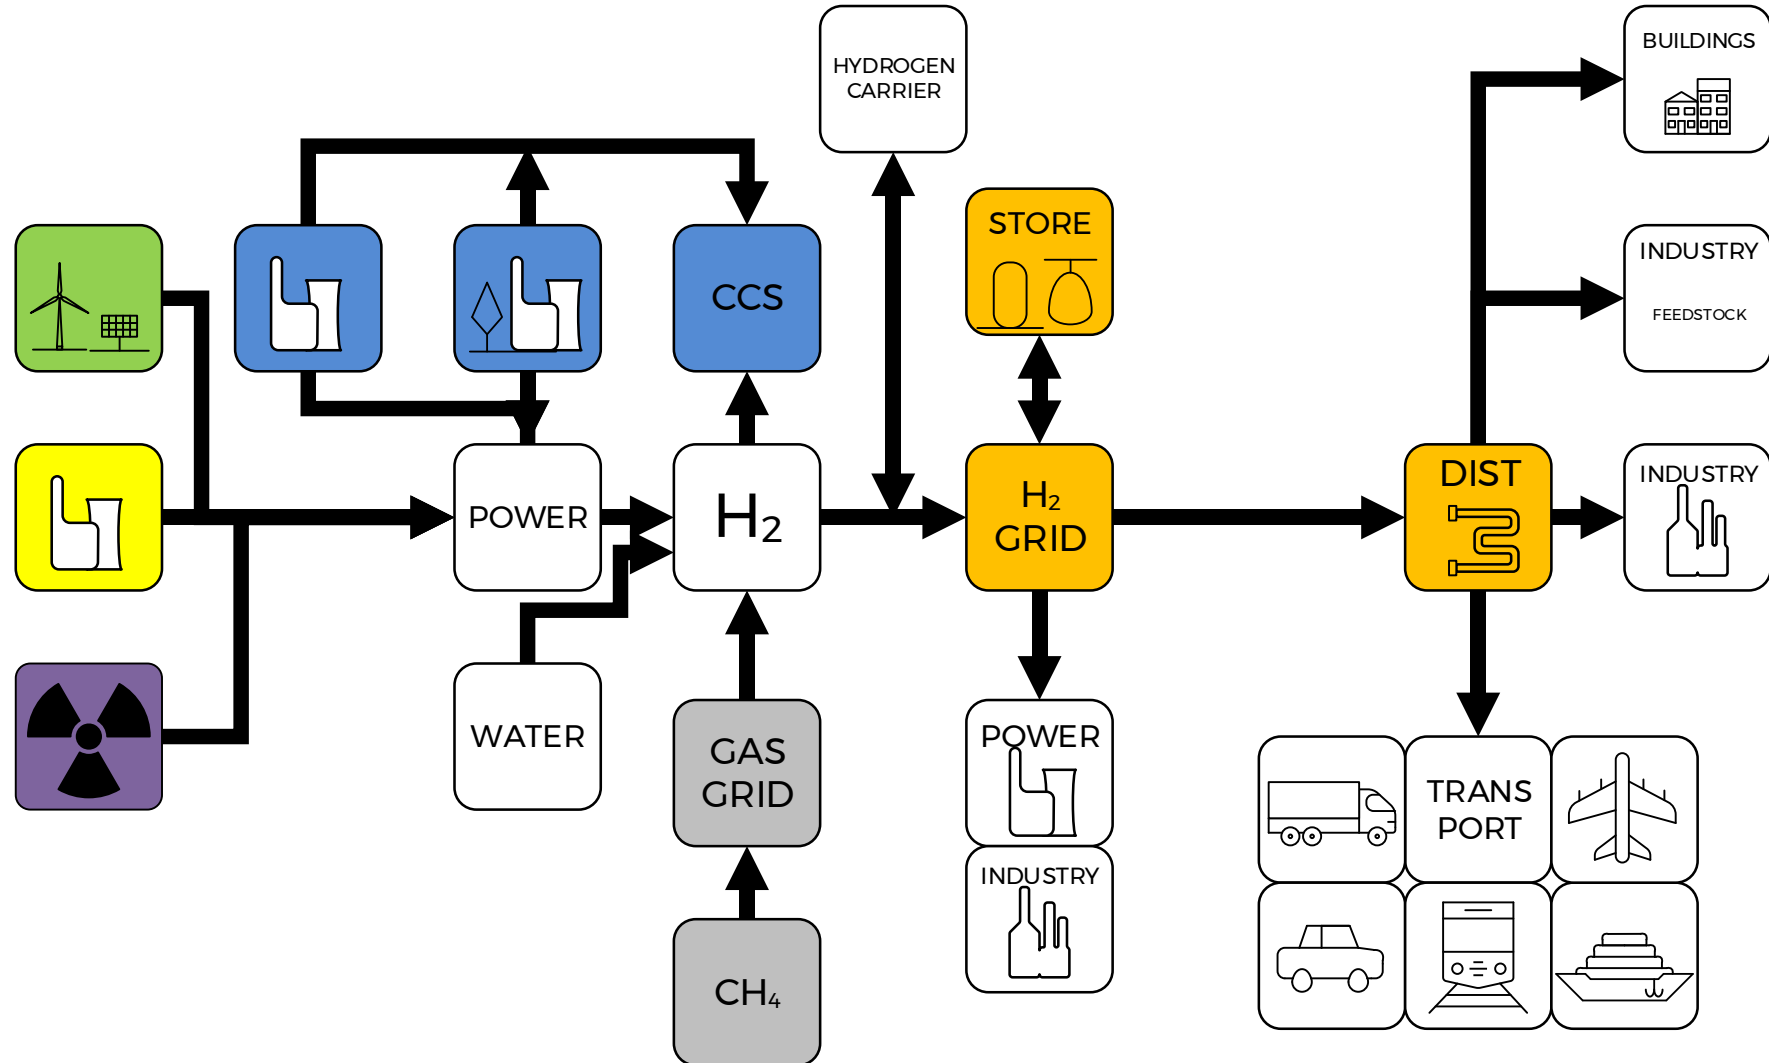 BUILDINGS
HYDROGEN
CARRIER
STORE
INDUSTRY
FEEDSTOCK
CCS
POWER
H₂
H₂
GRID
DIST
INDUSTRY
WATER
GAS
GRID
POWER
INDUSTRY
TRANS
PORT
CH₄